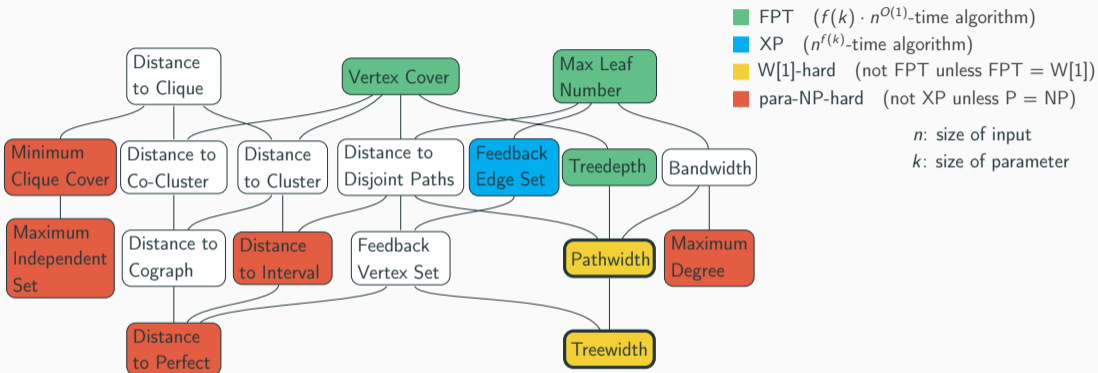 FPT (f(k) · n^{O(1)}-time algorithm)
XP (n^{f(k)}-time algorithm)
W[1]-hard (not FPT unless FPT = W[1])
para-NP-hard (not XP unless P = NP)
n: size of input
k: size of parameter
Distance
to Clique
Vertex Cover
Max Leaf
Number
Minimum
Clique Cover
Distance to
Co-Cluster
Distance
to Cluster
Distance to
Disjoint Paths
Feedback
Edge Set
Treedepth
Bandwidth
Maximum
Independent
Set
Distance to
Cograph
Distance
to Interval
Feedback
Vertex Set
Pathwidth
Maximum
Degree
Distance
to Perfect
Treewidth